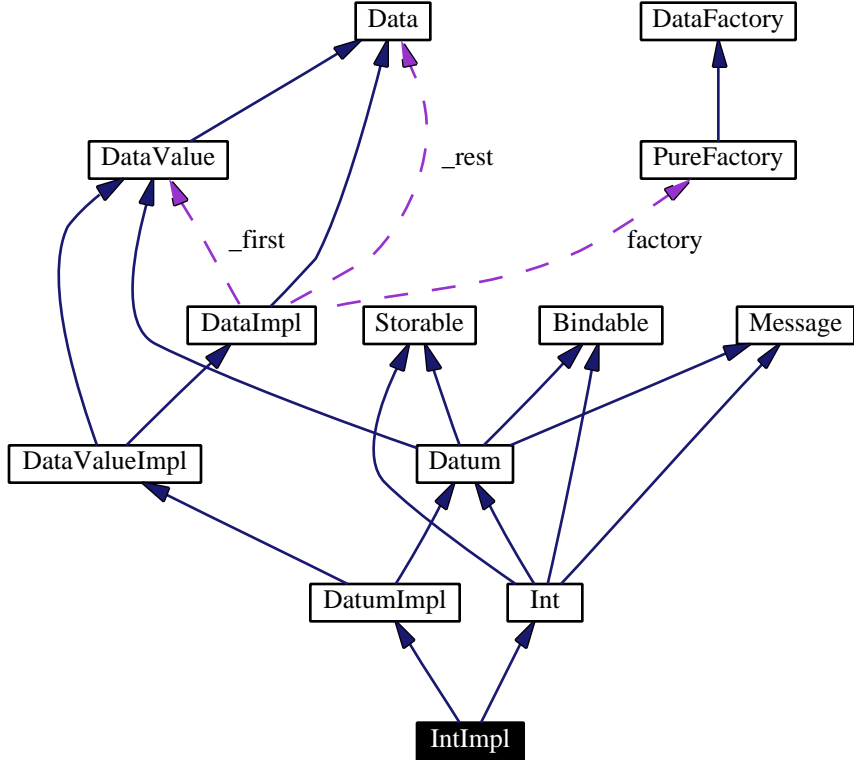 Data
DataFactory
DataValue
_rest
PureFactory
_first
factory
DataImpl
Storable
Bindable
Message
DataValueImpl
Datum
DatumImpl
Int
IntImpl